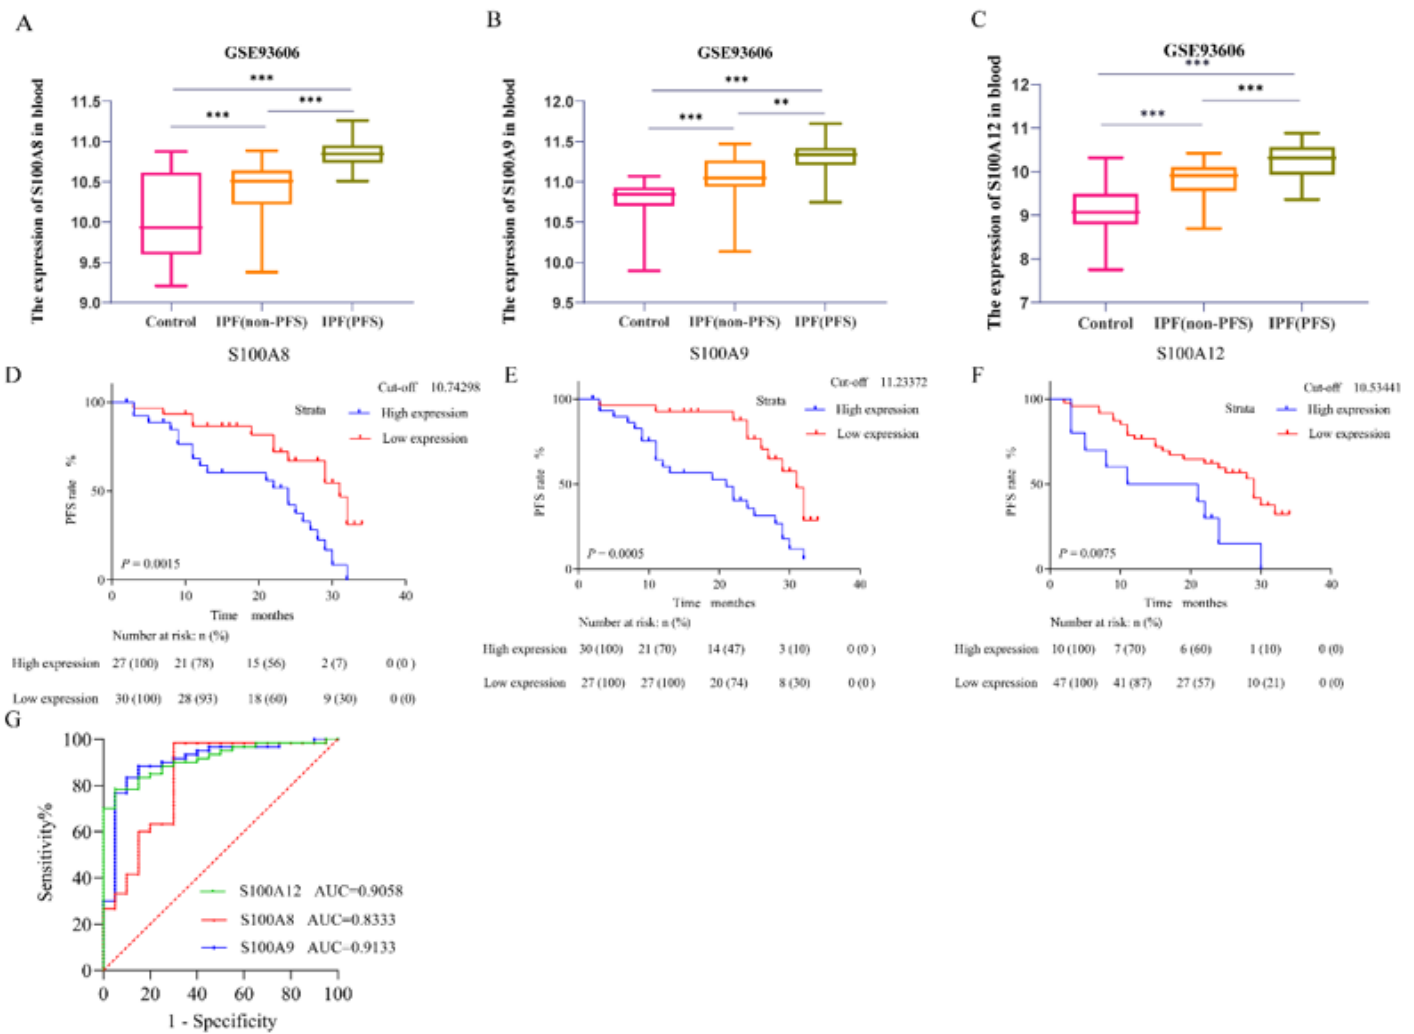 A
GSE93606
The expression of S100A8 in blood
***
***
***
11.5
11.0
10.5
10.0
9.5
9.0
Control IPF(non-PFS) IPF(PFS)
B
GSE93606
The expression of S100A9 in blood
***
***
**
12.0
11.5
11.0
10.5
10.0
9.5
Control IPF(non-PFS) IPF(PFS)
C
GSE93606
The expression of S100A12 in blood
***
***
***
12
11
10
9
8
7
Control IPF(non-PFS) IPF(PFS)
D
S100A8
Cut-off 10.74298
Strata
High expression
Low expression
PFS rate %
100
50
0
P = 0.0015
0 10 20 30 40
Time monthes
Number at risk: n (%)
High expression 27 (100) 21 (78) 15 (56) 2 (7) 0 (0 )
Low expression 30 (100) 28 (93) 18 (60) 9 (30) 0 (0)
E
S100A9
Cut-off 11.23372
Strata
High expression
Low expression
PFS rate %
100
50
0
P = 0.0005
0 10 20 30 40
Time monthes
Number at risk: n (%)
High expression 30 (100) 21 (70) 14 (47) 3 (10) 0 (0 )
Low expression 27 (100) 27 (100) 20 (74) 8 (30) 0 (0 )
F
S100A12
Cut-off 10.53441
Strata
High expression
Low expression
PFS rate %
100
50
0
P = 0.0075
0 10 20 30 40
Time monthes
Number at risk: n (%)
High expression 10 (100) 7 (70) 6 (60) 1 (10) 0 (0)
Low expression 47 (100) 41 (87) 27 (57) 10 (21) 0 (0)
G
Sensitivity%
100
80
60
40
20
0
S100A12 AUC=0.9058
S100A8 AUC=0.8333
S100A9 AUC=0.9133
0 20 40 60 80 100
1 - Specificity